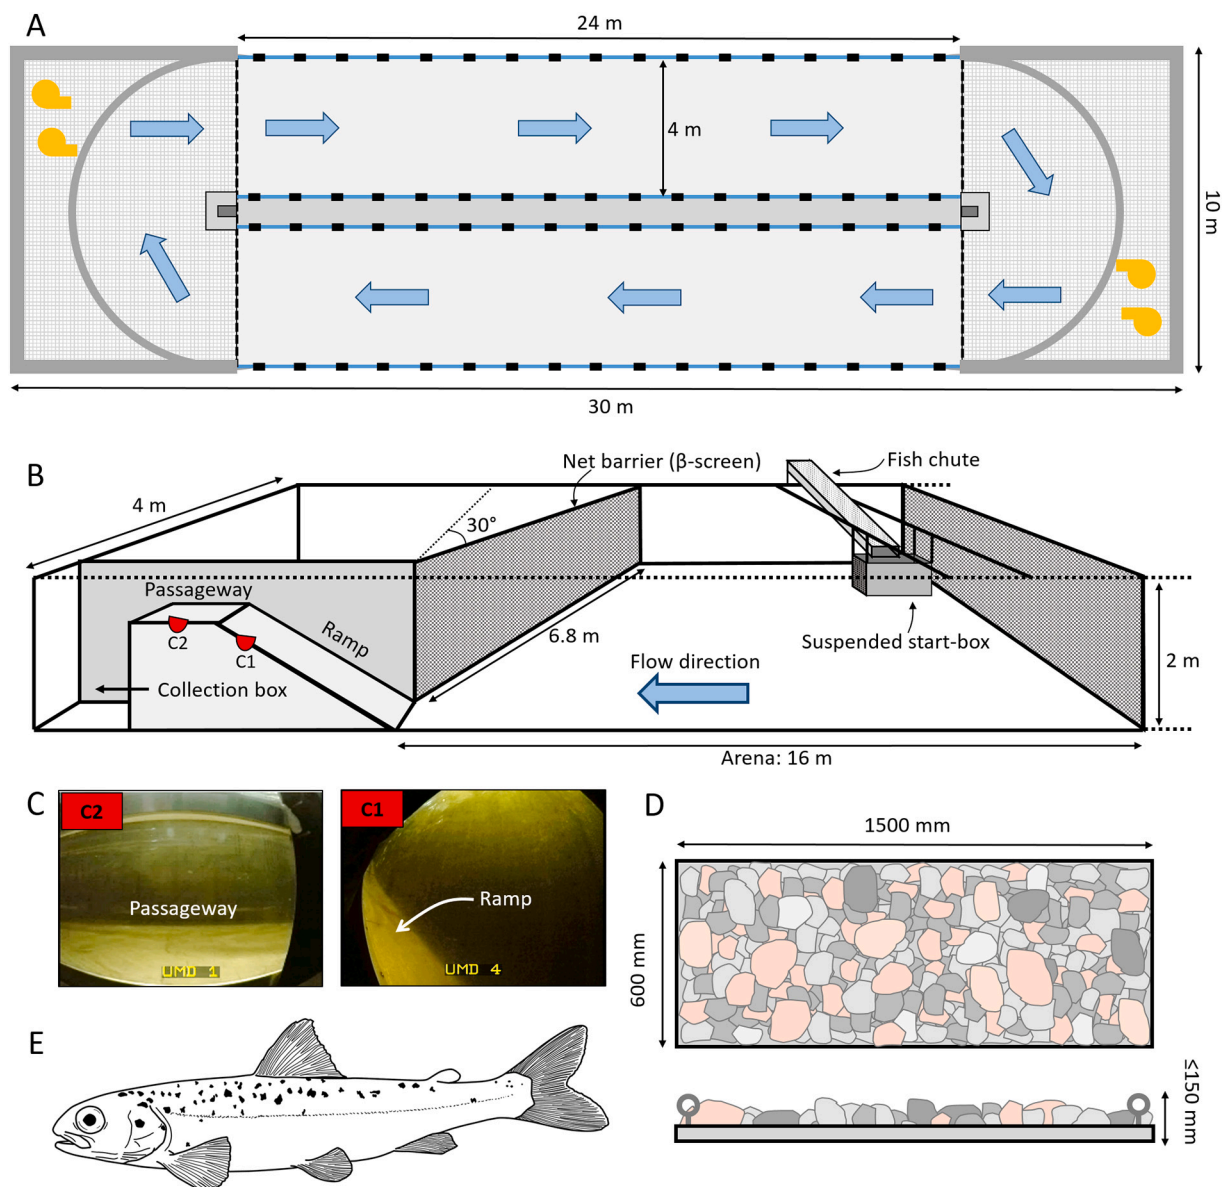 A
24 m
4 m
10 m
30 m
B
Net barrier (β-screen)
Fish chute
4 m
30°
Passageway
C2
C1
Ramp
6.8 m
Suspended start-box
Flow direction
2 m
Collection box
Arena: 16 m
C
C2
Passageway
UMD 1
C1
Ramp
UMD 4
D
1500 mm
600 mm
≤150 mm
E